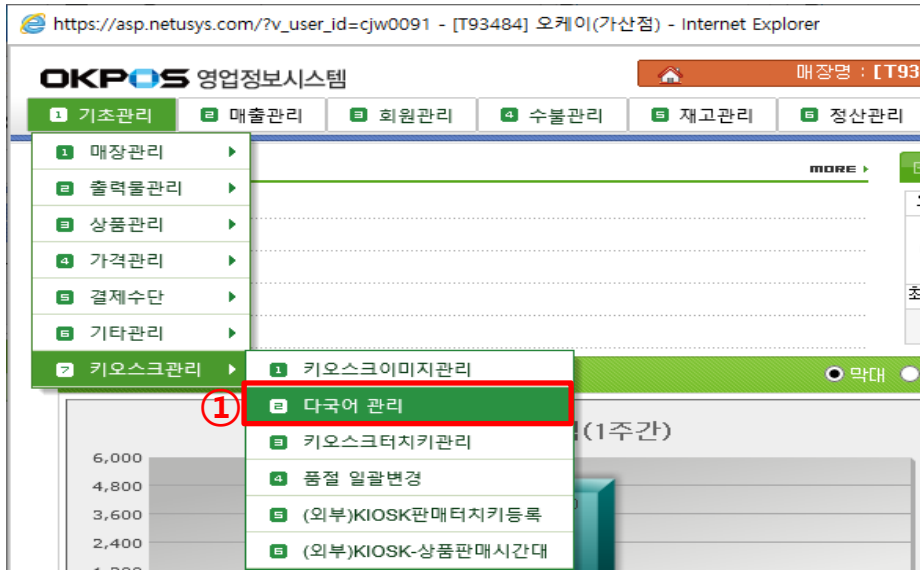 https://asp.netusys.com/?v_user_id=cjw0091 - [T93484] 오케이(가산점) - Internet Explorer
OKPOS 영업정보시스템
매장명 : [T93
1 기초관리
2 매출관리
3 회원관리
4 수불관리
5 재고관리
6 정산관리
1 매장관리
MORE
2 출력물관리
3 상품관리
4 가격관리
5 결제수단
6 기타관리
7 키오스크관리
1 키오스크이미지관리
막대
① 2 다국어 관리
3 키오스크터치키관리
(1주간)
4 품절 일괄변경
5 (외부)KIOSK판매터치키등록
6 (외부)KIOSK-상품판매시간대
6,000
4,800
3,600
2,400